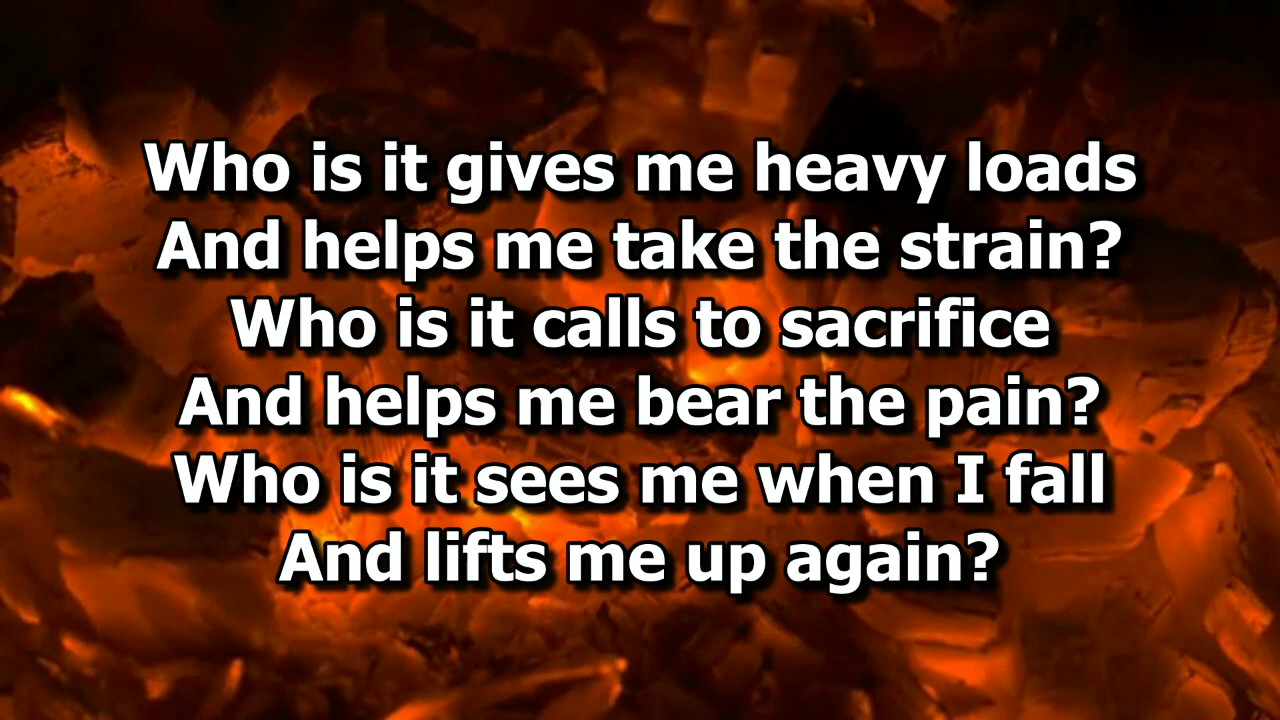 Who is it gives me heavy loads
And helps me take the strain?
Who is it calls to sacrifice
And helps me bear the pain?
Who is it sees me when I fall
And lifts me up again?